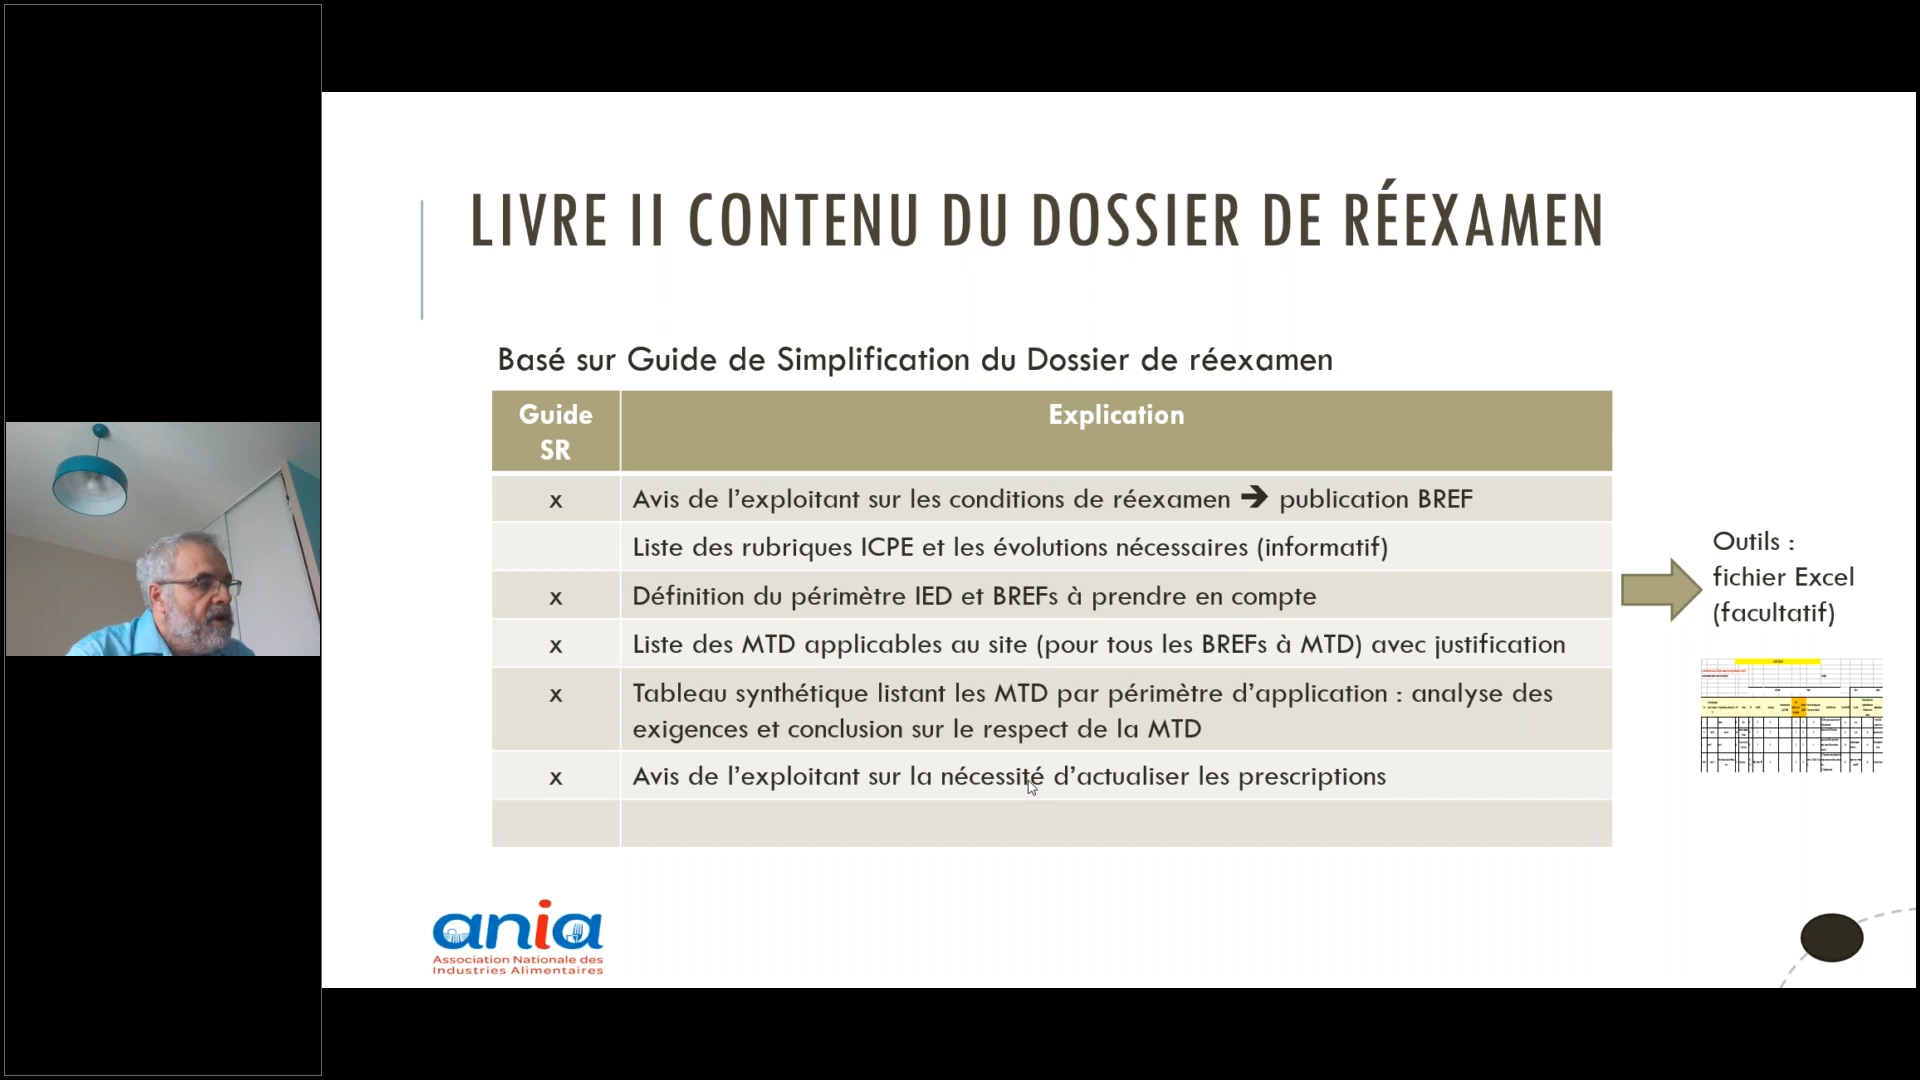 LIVRE II CONTENU DU DOSSIER DE RÉEXAMEN
Basé sur Guide de Simplification du Dossier de réexamen
Guide SR
Explication
x
Avis de l’exploitant sur les conditions de réexamen ➔ publication BREF
Liste des rubriques ICPE et les évolutions nécessaires (informatif)
x
Définition du périmètre IED et BREFs à prendre en compte
x
Liste des MTD applicables au site (pour tous les BREFs à MTD) avec justification
x
Tableau synthétique listant les MTD par périmètre d’application : analyse des
exigences et conclusion sur le respect de la MTD
x
Avis de l’exploitant sur la nécessité d’actualiser les prescriptions
Outils :
fichier Excel
(facultatif)
ania
Association Nationale des
Industries Alimentaires